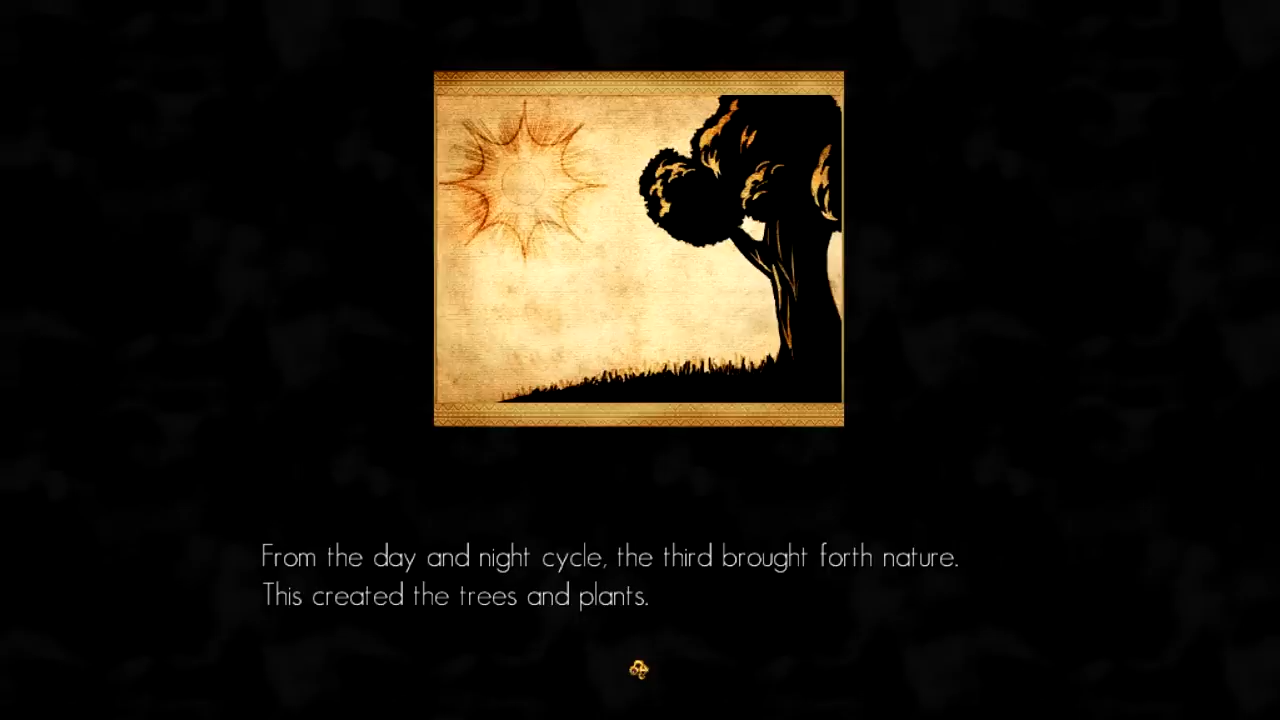 From the day and night cycle, the third brought forth nature.
This created the trees and plants.